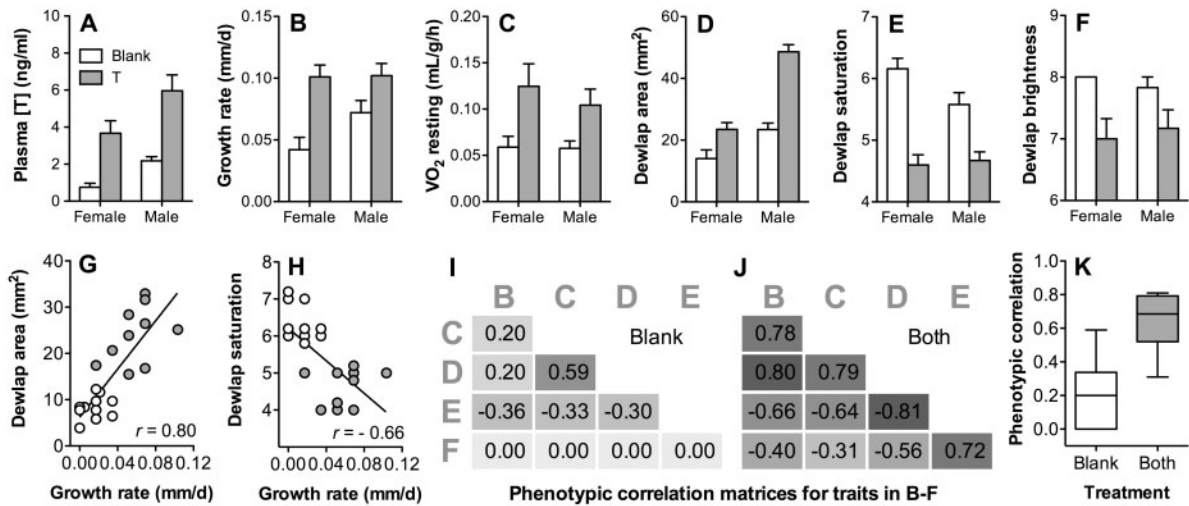 A
Plasma [T] (ng/ml)
10
8
6
4
2
0
Blank
T
Female Male
B
Growth rate (mm/d)
0.15
0.10
0.05
0.00
Female Male
C
VO2 resting (mL/g/h)
0.20
0.15
0.10
0.05
0.00
Female Male
D
Dewlap area (mm²)
60
40
20
0
Female Male
E
Dewlap saturation
7
6
5
4
Female Male
F
Dewlap brightness
9
8
7
6
Female Male
G
Dewlap area (mm²)
40
30
20
10
0
r = 0.80
0.00 0.04 0.08 0.12
Growth rate (mm/d)
H
Dewlap saturation
8
7
6
5
4
r = - 0.66
0.00 0.04 0.08 0.12
Growth rate (mm/d)
I
B C D E
C 0.20 Blank
D 0.20 0.59
E -0.36 -0.33 -0.30
F 0.00 0.00 0.00 0.00
J
B C D E
0.78 Both
0.80 0.79
-0.66 -0.64 -0.81
-0.40 -0.31 -0.56 0.72
Phenotypic correlation matrices for traits in B-F
K
Phenotypic correlation
1.0
0.8
0.6
0.4
0.2
0.0
Blank Both
Treatment